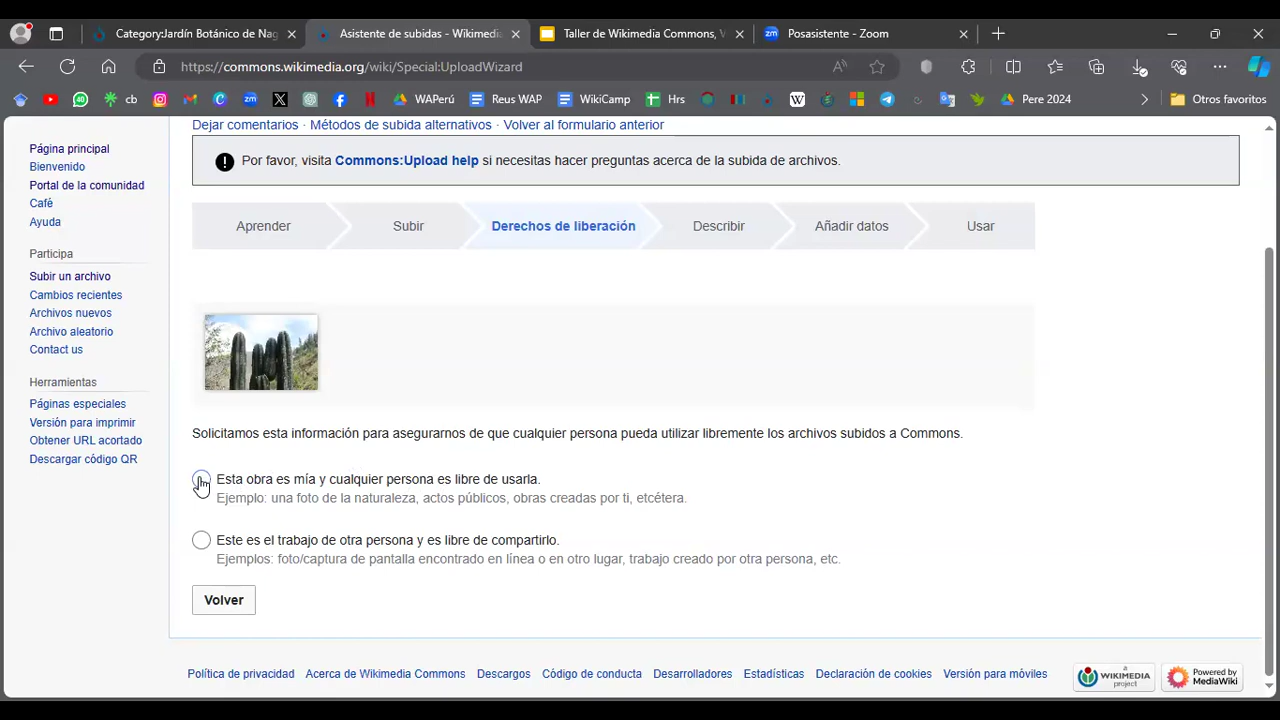 Category:Jardín Botánico de Nag
Asistente de subidas - Wikimedi
Taller de Wikimedia Commons, V
Posasistente - Zoom
https://commons.wikimedia.org/wiki/Special:UploadWizard
cb
WAPerú
Reus WAP
WikiCamp
Hrs
Pere 2024
Otros favoritos
Dejar comentarios · Métodos de subida alternativos · Volver al formulario anterior
Por favor, visita Commons:Upload help si necesitas hacer preguntas acerca de la subida de archivos.
Página principal
Bienvenido
Portal de la comunidad
Café
Ayuda
Participa
Subir un archivo
Cambios recientes
Archivos nuevos
Archivo aleatorio
Contact us
Herramientas
Páginas especiales
Versión para imprimir
Obtener URL acortado
Descargar código QR
Aprender
Subir
Derechos de liberación
Describir
Añadir datos
Usar
Solicitamos esta información para asegurarnos de que cualquier persona pueda utilizar libremente los archivos subidos a Commons.
Esta obra es mía y cualquier persona es libre de usarla.
Ejemplo: una foto de la naturaleza, actos públicos, obras creadas por ti, etcétera.
Este es el trabajo de otra persona y es libre de compartirlo.
Ejemplos: foto/captura de pantalla encontrado en línea o en otro lugar, trabajo creado por otra persona, etc.
Volver
Política de privacidad
Acerca de Wikimedia Commons
Descargos
Código de conducta
Desarrolladores
Estadísticas
Declaración de cookies
Versión para móviles
a
WIKIMEDIA
project
Powered by
MediaWiki